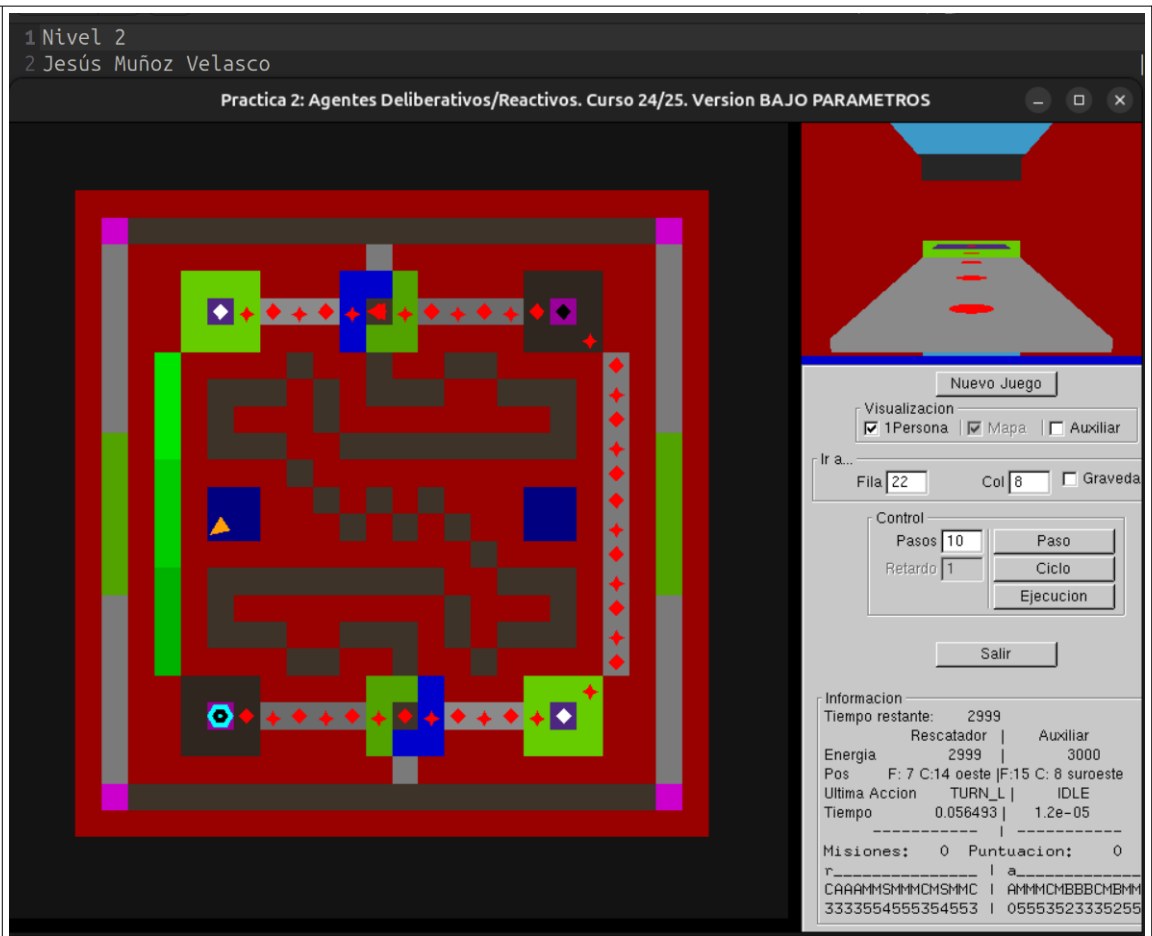 1 Nivel 2
2 Jesús Muñoz Velasco
Practica 2: Agentes Deliberativos/Reactivos. Curso 24/25. Version BAJO PARAMETROS
Nuevo Juego
Visualizacion
1Persona | Mapa | Auxiliar
Ir a...
Fila 22 Col 8 Graveda
Control
Pasos 10 Paso
Retardo 1 Ciclo
Ejecucion
Salir
Informacion
Tiempo restante: 2999
Rescatador | Auxiliar
Energia 2999 | 3000
Pos F: 7 C:14 oeste |F:15 C: 8 suroeste
Ultima Accion TURN_L | IDLE
Tiempo 0.056493 | 1.2e-05
----------- | -----------
Misiones: 0 Puntuacion: 0
r_______________ | a_____________
CAAAMMSMMMCMSMMC | AMMMCMBBBCMBMM
3333554555354553 | 05553523335255